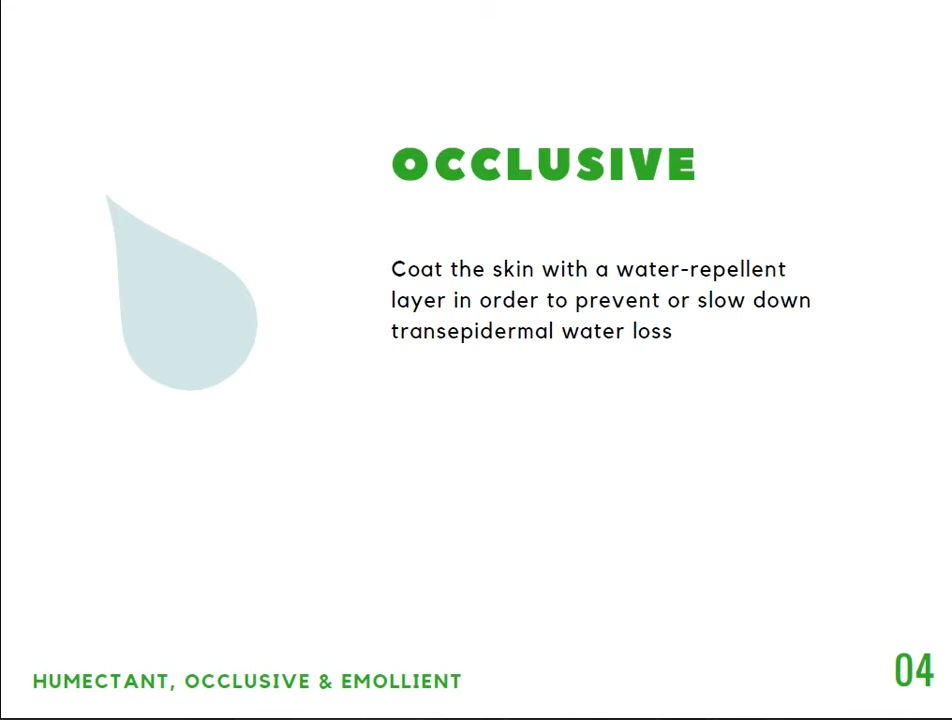 OCCLUSIVE
Coat the skin with a water-repellent
layer in order to prevent or slow down
transepidermal water loss
HUMECTANT, OCCLUSIVE & EMOLLIENT
04